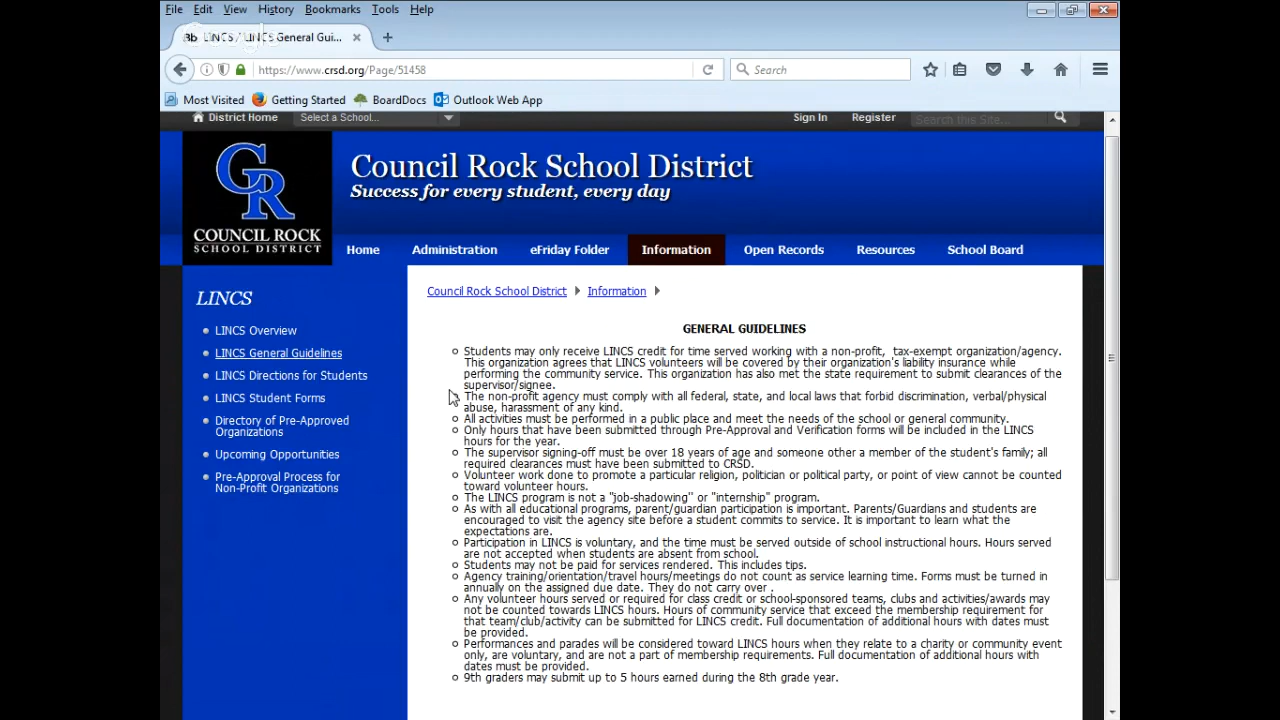 File Edit View History Bookmarks Tools Help
Bb LINCS / LINCS General Gui...
https://www.crsd.org/Page/51458
Search
Most Visited Getting Started BoardDocs Outlook Web App
District Home Select a School... Sign In Register Search this Site...
CR
COUNCIL ROCK
SCHOOL DISTRICT
Council Rock School District
Success for every student, every day
Home Administration eFriday Folder Information Open Records Resources School Board
LINCS
LINCS Overview
LINCS General Guidelines
LINCS Directions for Students
LINCS Student Forms
Directory of Pre-Approved
Organizations
Upcoming Opportunities
Pre-Approval Process for
Non-Profit Organizations
Council Rock School District Information
GENERAL GUIDELINES
Students may only receive LINCS credit for time served working with a non-profit, tax-exempt organization/agency.
This organization agrees that LINCS volunteers will be covered by their organization's liability insurance while
performing the community service. This organization has also met the state requirement to submit clearances of the
supervisor/signee.
The non-profit agency must comply with all federal, state, and local laws that forbid discrimination, verbal/physical
abuse, harassment of any kind.
All activities must be performed in a public place and meet the needs of the school or general community.
Only hours that have been submitted through Pre-Approval and Verification forms will be included in the LINCS
hours for the year.
The supervisor signing-off must be over 18 years of age and someone other a member of the student's family; all
required clearances must have been submitted to CRSD.
Volunteer work done to promote a particular religion, politician or political party, or point of view cannot be counted
toward volunteer hours.
The LINCS program is not a "job-shadowing" or "internship" program.
As with all educational programs, parent/guardian participation is important. Parents/Guardians and students are
encouraged to visit the agency site before a student commits to service. It is important to learn what the
expectations are.
Participation in LINCS is voluntary, and the time must be served outside of school instructional hours. Hours served
are not accepted when students are absent from school.
Students may not be paid for services rendered. This includes tips.
Agency training/orientation/travel hours/meetings do not count as service learning time. Forms must be turned in
annually on the assigned due date. They do not carry over .
Any volunteer hours served or required for class credit or school-sponsored teams, clubs and activities/awards may
not be counted towards LINCS hours. Hours of community service that exceed the membership requirement for
that team/club/activity can be submitted for LINCS credit. Full documentation of additional hours with dates must
be provided.
Performances and parades will be considered toward LINCS hours when they relate to a charity or community event
only, are voluntary, and are not a part of membership requirements. Full documentation of additional hours with
dates must be provided.
9th graders may submit up to 5 hours earned during the 8th grade year.